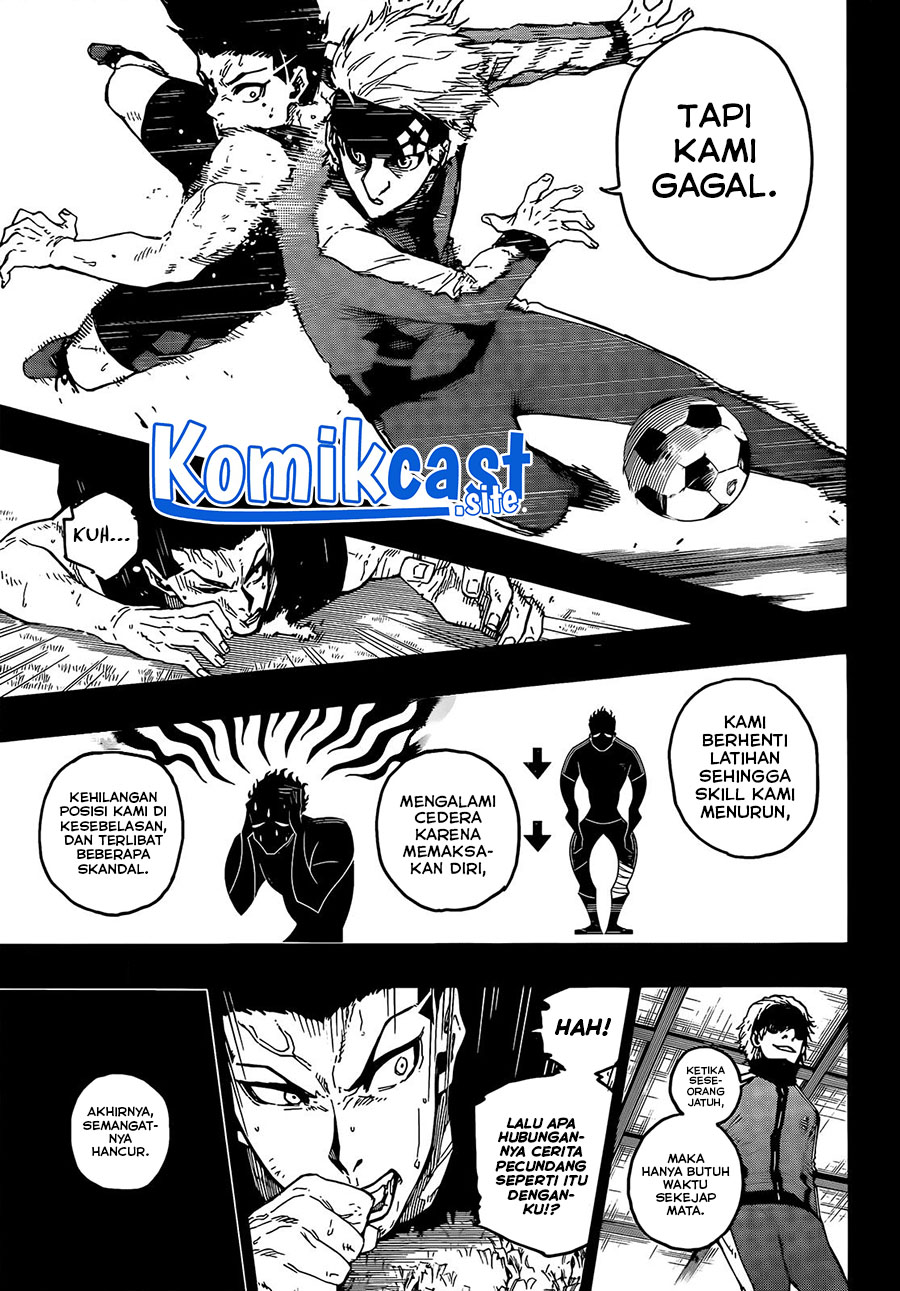 TAPI
KAMI
GAGAL.
Komikcast
.site
KUH...
KAMI
BERHENTI
LATIHAN
SEHINGGA
SKILL KAMI
MENURUN,
MENGALAMI
CEDERA
KARENA
MEMAKSA-
KAN DIRI,
KEHILANGAN
POSISI KAMI DI
KESEBELASAN,
DAN TERLIBAT
BEBERAPA
SKANDAL.
KETIKA
SESE-
ORANG
JATUH,
MAKA
HANYA BUTUH
WAKTU
SEKEJAP
MATA.
HAH!
LALU APA
HUBUNGAN-
NYA CERITA
PECUNDANG
SEPERTI ITU
DENGAN-
KU!?
AKHIRNYA,
SEMANGAT-
NYA
HANCUR.